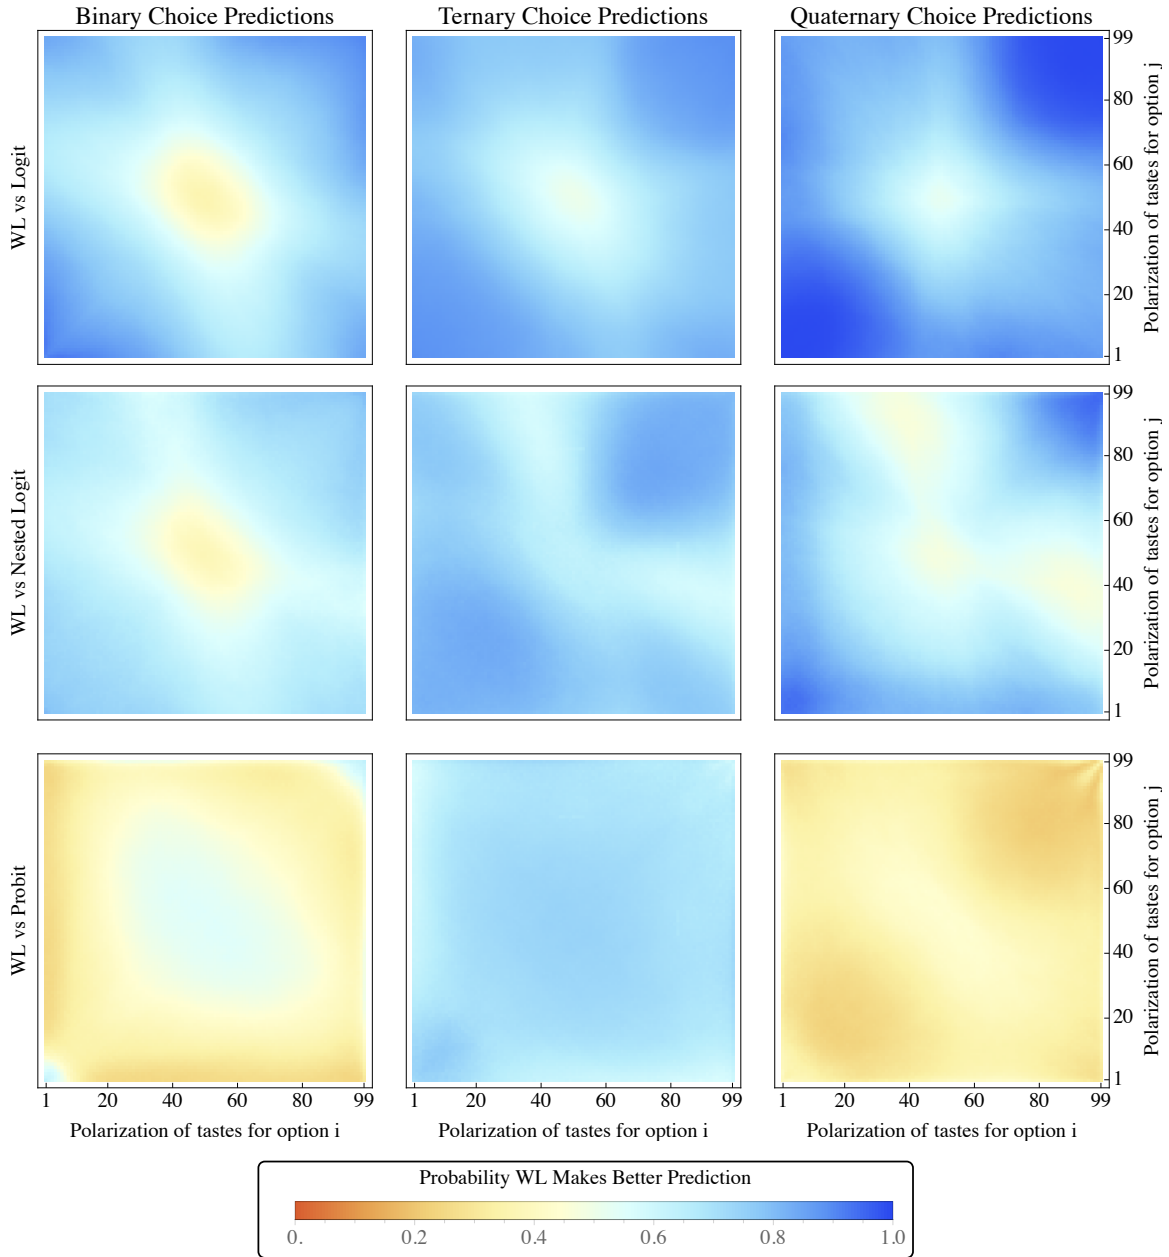 Binary Choice Predictions
Ternary Choice Predictions
Quaternary Choice Predictions
WL vs Logit
99
80
60
40
20
1
Polarization of tastes for option j
WL vs Nested Logit
99
80
60
40
20
1
Polarization of tastes for option j
WL vs Probit
99
80
60
40
20
1
Polarization of tastes for option j
1 20 40 60 80 99
1 20 40 60 80 99
1 20 40 60 80 99
Polarization of tastes for option i
Polarization of tastes for option i
Polarization of tastes for option i
Probability WL Makes Better Prediction
0. 0.2 0.4 0.6 0.8 1.0